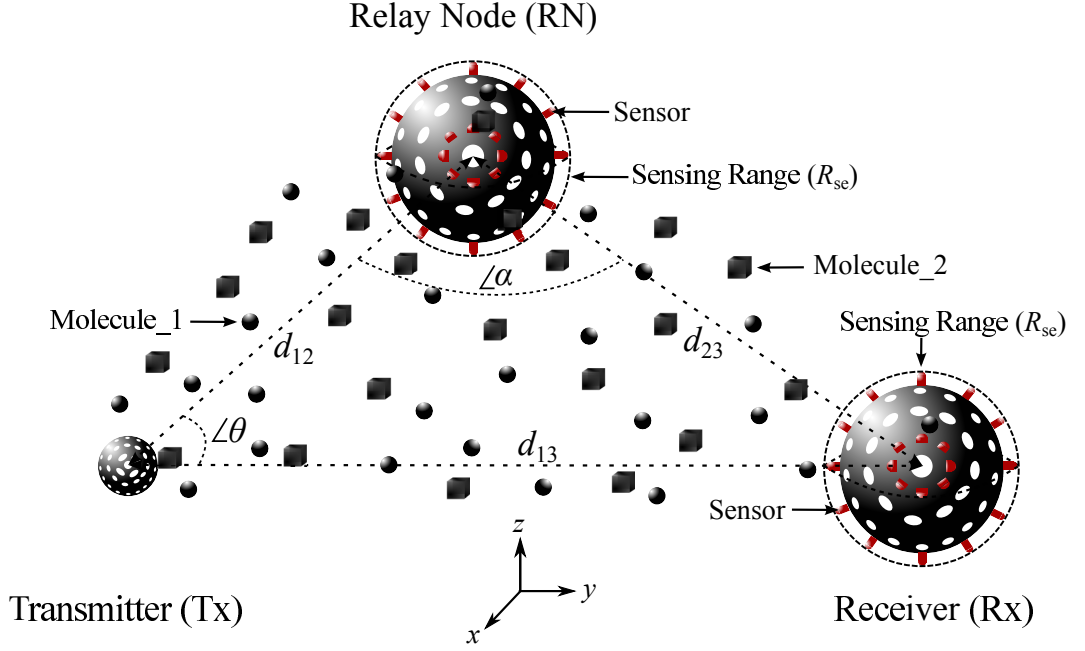 Relay Node (RN)
Sensor
Sensing Range (Rse)
∠α
Molecule_2
Molecule_1
d12
d23
Sensing Range (Rse)
∠θ
d13
Sensor
z
y
x
Transmitter (Tx)
Receiver (Rx)